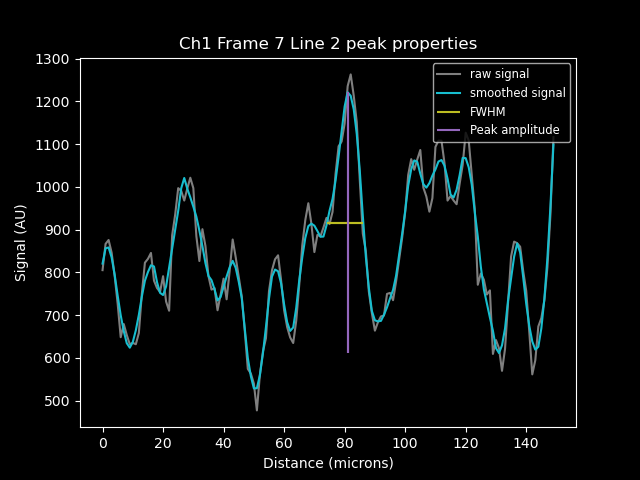 Ch1 Frame 7 Line 2 peak properties
raw signal
smoothed signal
FWHM
Peak amplitude
1300
1200
1100
1000
900
800
700
600
500
Signal (AU)
0 20 40 60 80 100 120 140
Distance (microns)